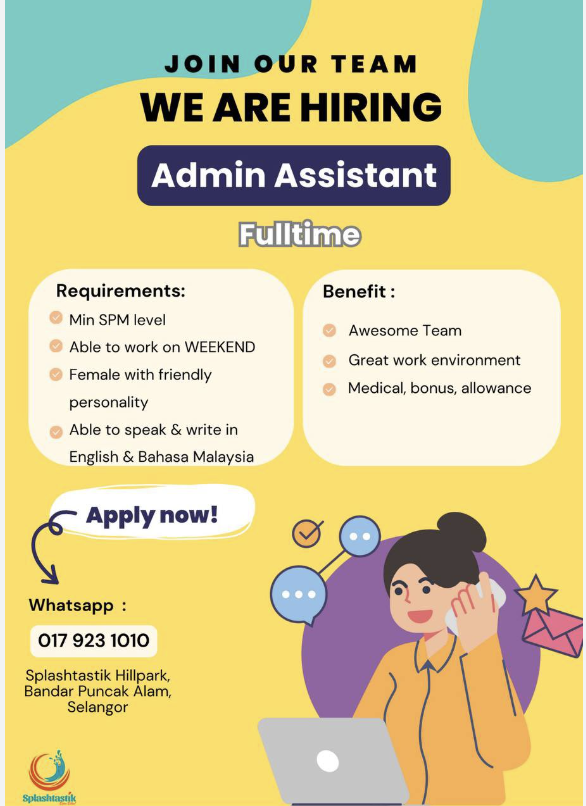 JOIN OUR TEAM
WE ARE HIRING
Admin Assistant
Fulltime
Requirements:
Min SPM level
Able to work on WEEKEND
Female with friendly
personality
Able to speak & write in
English & Bahasa Malaysia
Benefit :
Awesome Team
Great work environment
Medical, bonus, allowance
Apply now!
Whatsapp :
017 923 1010
Splashtastik Hillpark,
Bandar Puncak Alam,
Selangor
Splashtastik